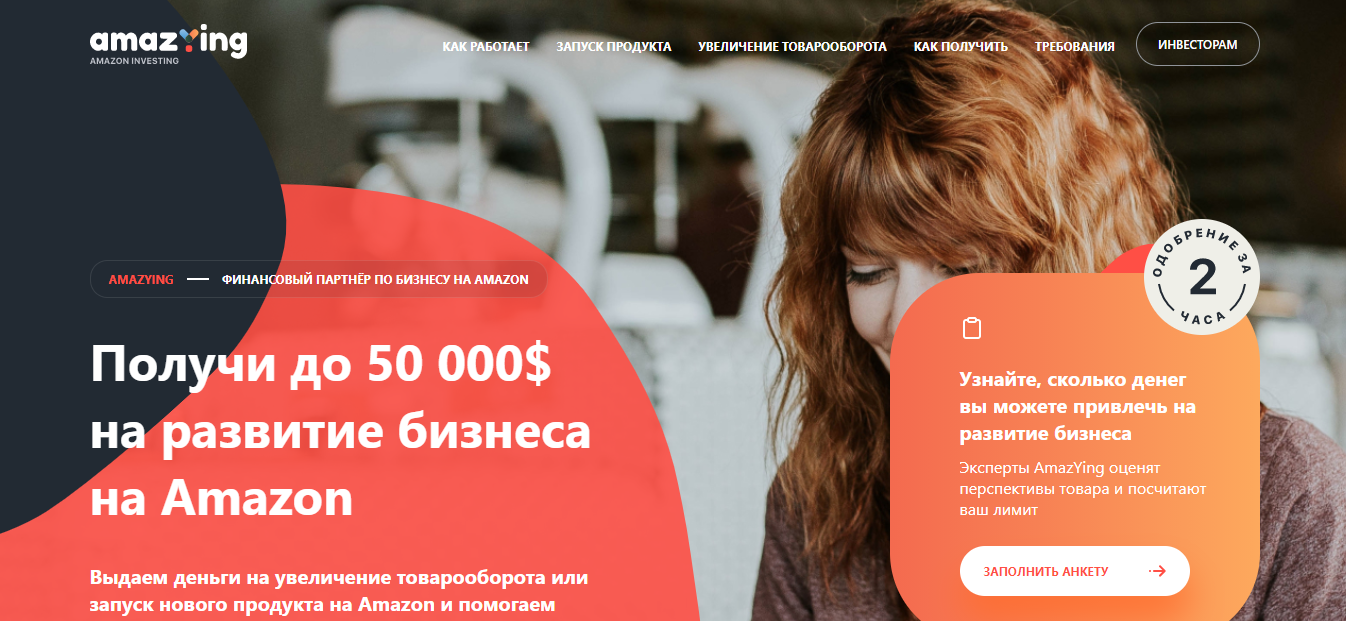 amazYing
AMAZON INVESTING
КАК РАБОТАЕТ
ЗАПУСК ПРОДУКТА
УВЕЛИЧЕНИЕ ТОВАРООБОРОТА
КАК ПОЛУЧИТЬ
ТРЕБОВАНИЯ
ИНВЕСТОРАМ
AMAZYING — ФИНАНСОВЫЙ ПАРТНЁР ПО БИЗНЕСУ НА AMAZON
Получи до 50 000$
на развитие бизнеса
на Amazon
Выдаем деньги на увеличение товарооборота или
запуск нового продукта на Amazon и помогаем
ОДОБРЕНИЕ ЗА
2
ЧАСА
Узнайте, сколько денег
вы можете привлечь на
развитие бизнеса
Эксперты AmazYing оценят
перспективы товара и посчитают
ваш лимит
ЗАПОЛНИТЬ АНКЕТУ